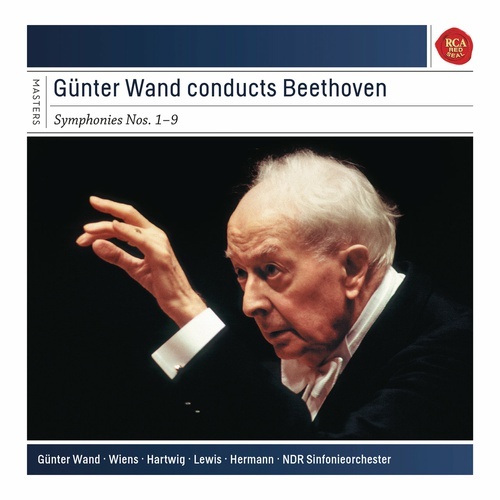 RCA
RED
SEAL
MASTERS
Günter Wand conducts Beethoven
Symphonies Nos. 1–9
Günter Wand · Wiens · Hartwig · Lewis · Hermann · NDR Sinfonieorchester